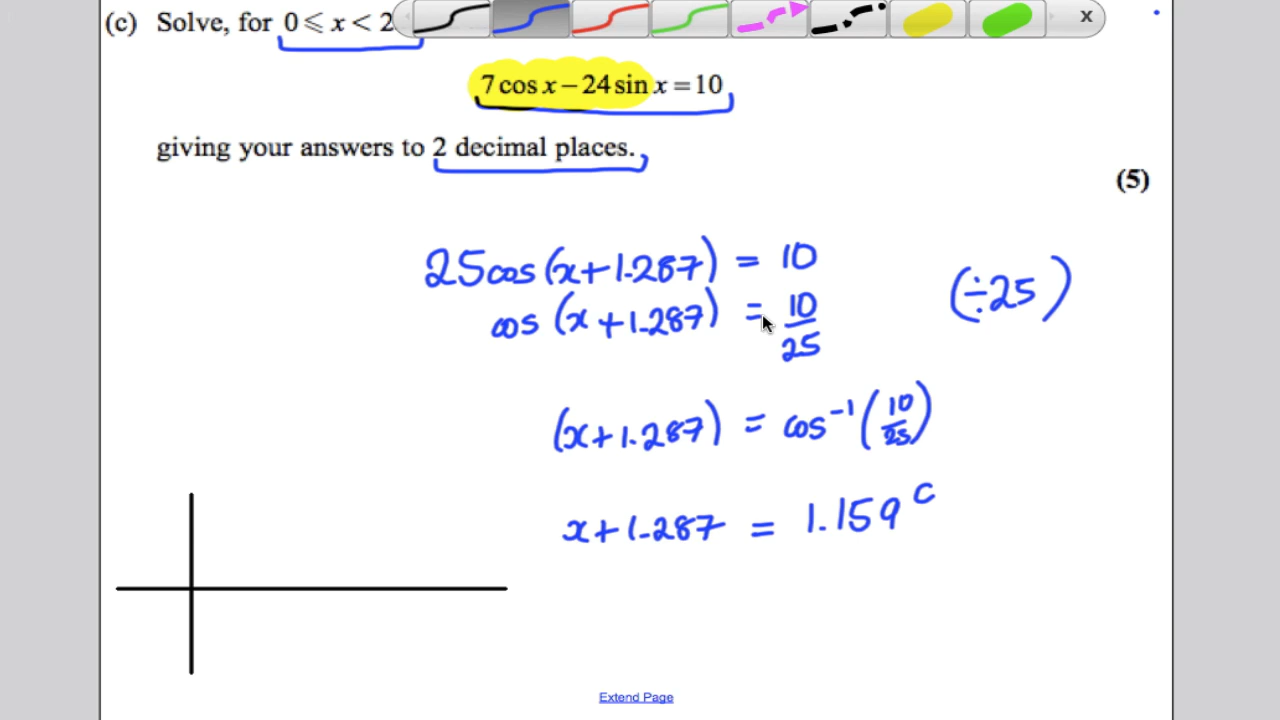 (c) Solve, for 0 ⩽ x < 2
x
7 cos x − 24 sin x = 10
giving your answers to 2 decimal places.
(5)
25cos(x+1.287) = 10
(÷25)
cos (x+1.287) = 10/25
(x+1.287) = cos⁻¹(10/25)
x+1.287 = 1.159ᶜ
Extend Page